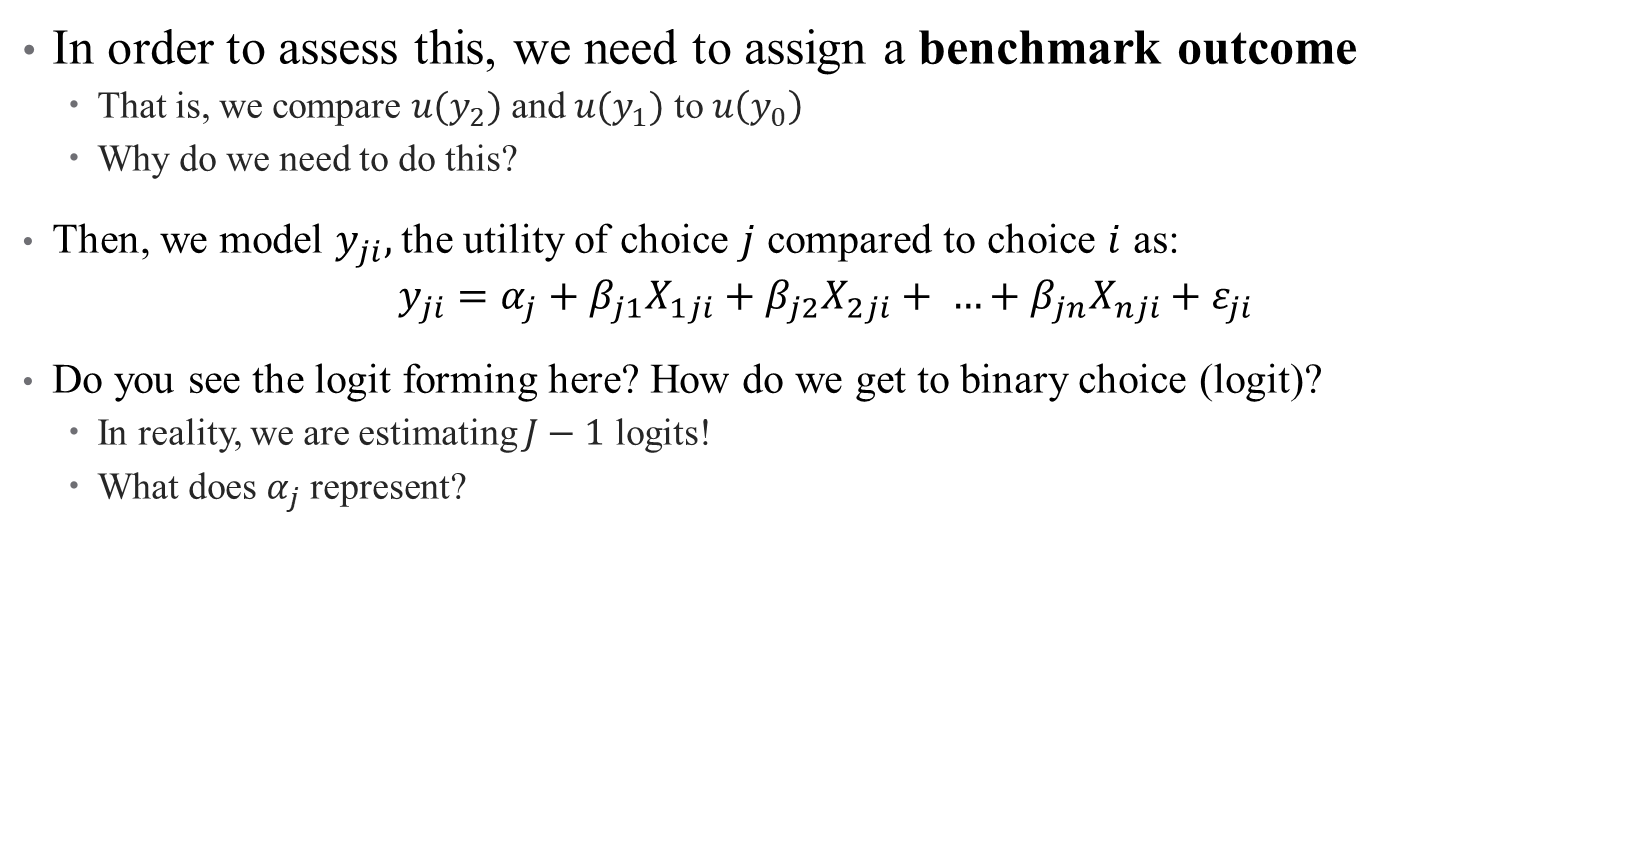 • In order to assess this, we need to assign a benchmark outcome
• That is, we compare 𝑢(𝑦₂) and 𝑢(𝑦₁) to 𝑢(𝑦₀)
• Why do we need to do this?
• Then, we model 𝑦ⱼᵢ, the utility of choice 𝑗 compared to choice 𝑖 as:
𝑦ⱼᵢ = 𝛼ⱼ + 𝛽ⱼ₁𝑋₁ⱼᵢ + 𝛽ⱼ₂𝑋₂ⱼᵢ + … + 𝛽ⱼₙ𝑋ₙⱼᵢ + 𝜀ⱼᵢ
• Do you see the logit forming here? How do we get to binary choice (logit)?
• In reality, we are estimating 𝐽 − 1 logits!
• What does 𝛼ⱼ represent?